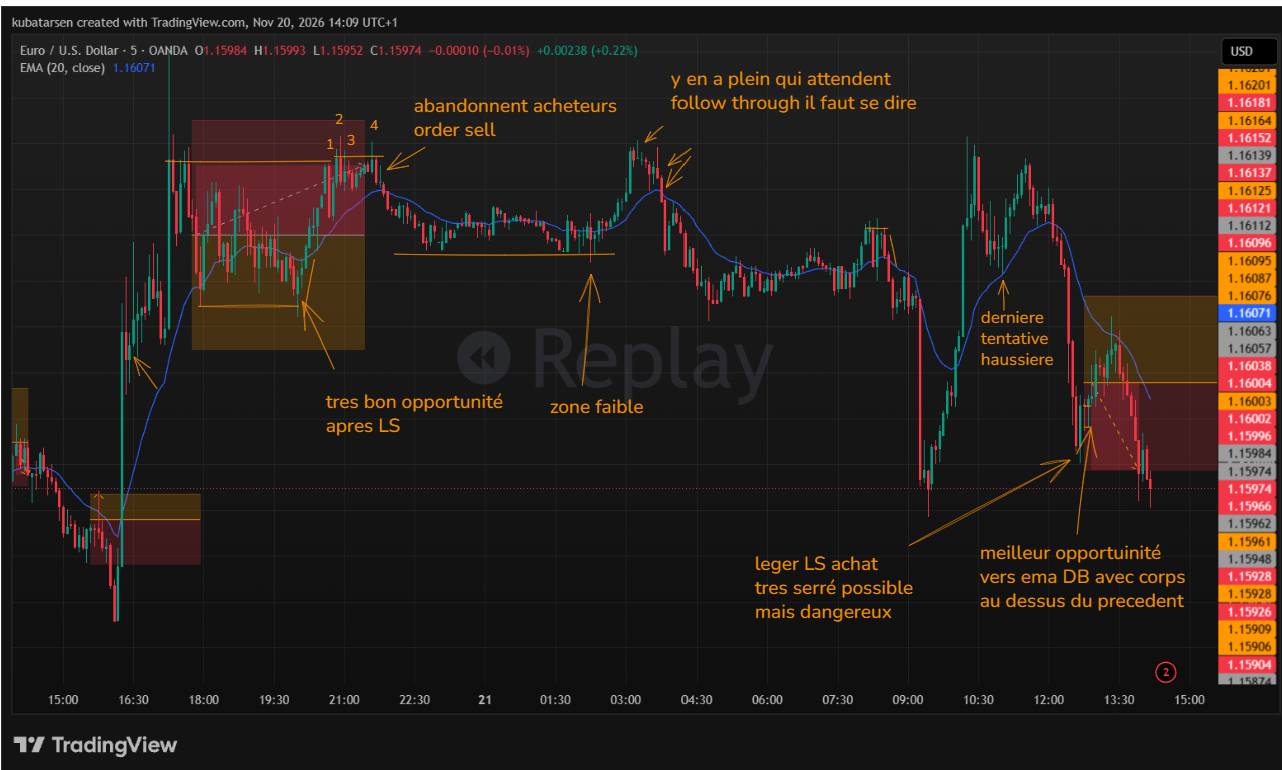 kubatarsen created with TradingView.com, Nov 20, 2026 14:09 UTC+1
Euro / U.S. Dollar · 5 · OANDA O1.15984 H1.15993 L1.15952 C1.15974 −0.00010 (−0.01%) +0.00238 (+0.22%)
EMA (20, close) 1.16071
USD
y en a plein qui attendent
follow through il faut se dire
abandonnent acheteurs
order sell
1
2
3
4
tres bon opportunité
apres LS
zone faible
Replay
derniere
tentative
haussiere
leger LS achat
tres serré possible
mais dangereux
meilleur opportuinité
vers ema DB avec corps
au dessus du precedent
1.16201
1.16181
1.16164
1.16152
1.16139
1.16137
1.16125
1.16121
1.16112
1.16096
1.16095
1.16087
1.16076
1.16071
1.16063
1.16057
1.16038
1.16004
1.16003
1.16002
1.15996
1.15984
1.15974
1.15974
1.15966
1.15962
1.15961
1.15948
1.15928
1.15928
1.15926
1.15909
1.15906
1.15904
1.15874
2
15:00 16:30 18:00 19:30 21:00 22:30 21 01:30 03:00 04:30 06:00 07:30 09:00 10:30 12:00 13:30 15:00
TradingView